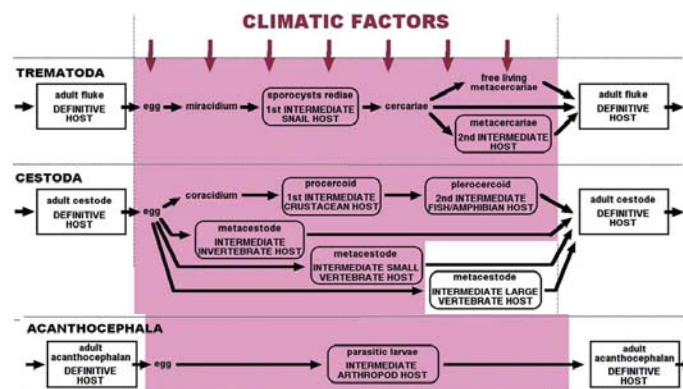 CLIMATIC FACTORS
TREMATODA
adult fluke
DEFINITIVE
HOST
egg
miracidium
sporocysts rediae
1st INTERMEDIATE
SNAIL HOST
cercariae
free living
metacercariae
metacercariae
2nd INTERMEDIATE
HOST
adult fluke
DEFINITIVE
HOST
CESTODA
adult cestode
DEFINITIVE
HOST
egg
coracidium
procercoid
1st INTERMEDIATE
CRUSTACEAN HOST
plerocercoid
2nd INTERMEDIATE
FISH/AMPHIBIAN HOST
metacestode
INTERMEDIATE
INVERTEBRATE HOST
metacestode
INTERMEDIATE SMALL
VERTEBRATE HOST
metacestode
INTERMEDIATE LARGE
VERTEBRATE HOST
adult cestode
DEFINITIVE
HOST
ACANTHOCEPHALA
adult
acanthocephalan
DEFINITIVE
HOST
egg
parasitic larvae
INTERMEDIATE
ARTHROPOD HOST
adult
acanthocephalan
DEFINITIVE
HOST